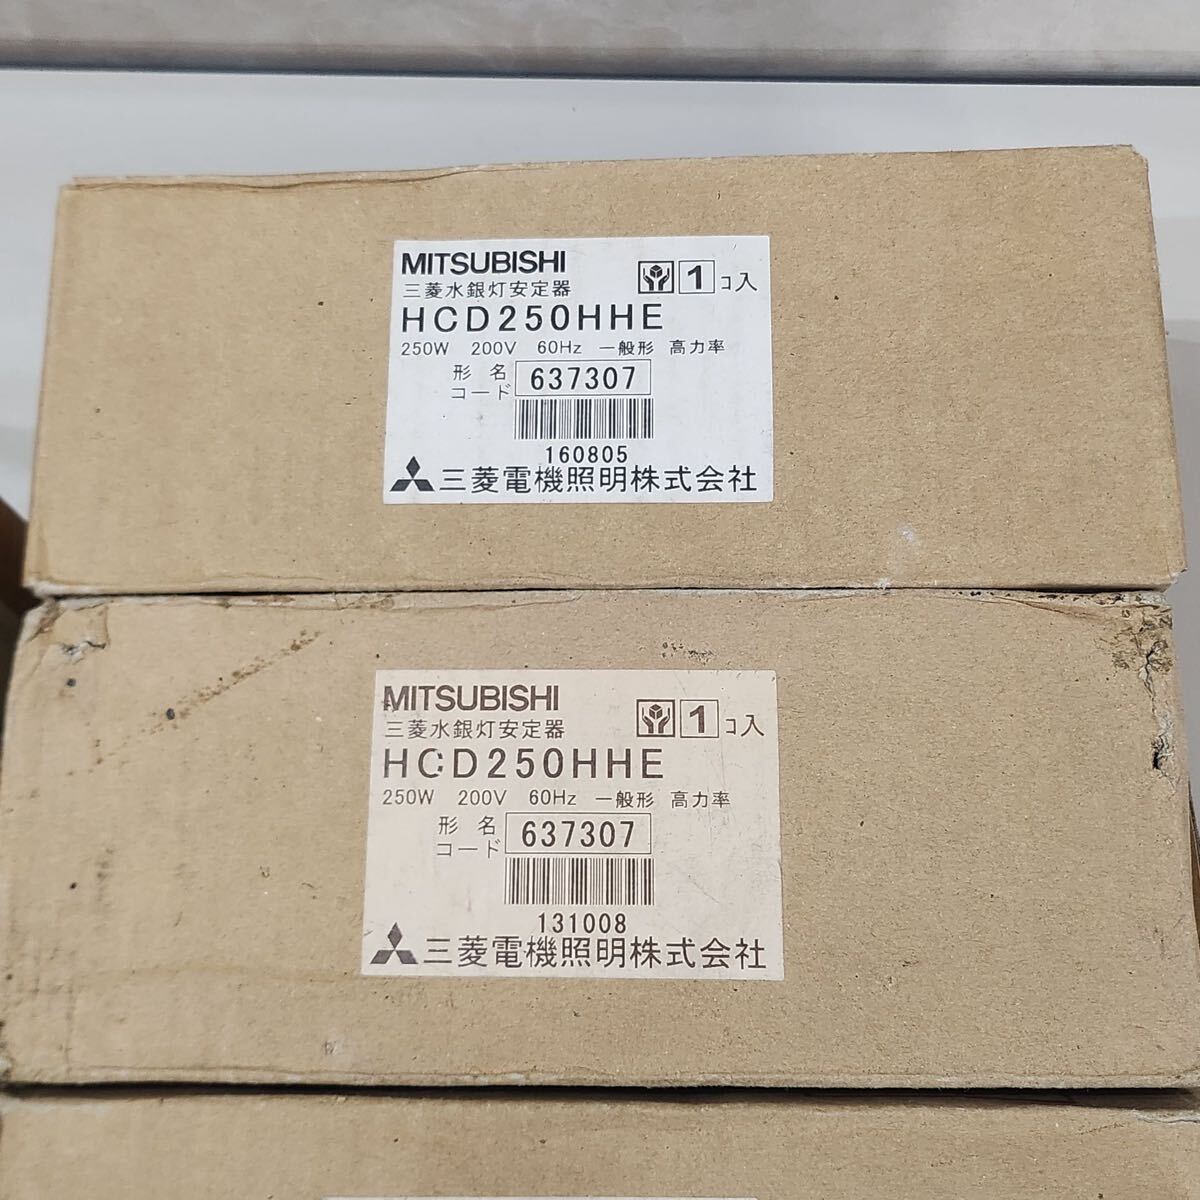 MITSUBISHI
1 コ入
三菱水銀灯安定器
HCD250HHE
250W 200V 60Hz 一般形 高力率
形名
コード 637307
160805
三菱電機照明株式会社
MITSUBISHI
1 コ入
三菱水銀灯安定器
HCD250HHE
250W 200V 60Hz 一般形 高力率
形名
コード 637307
131008
三菱電機照明株式会社